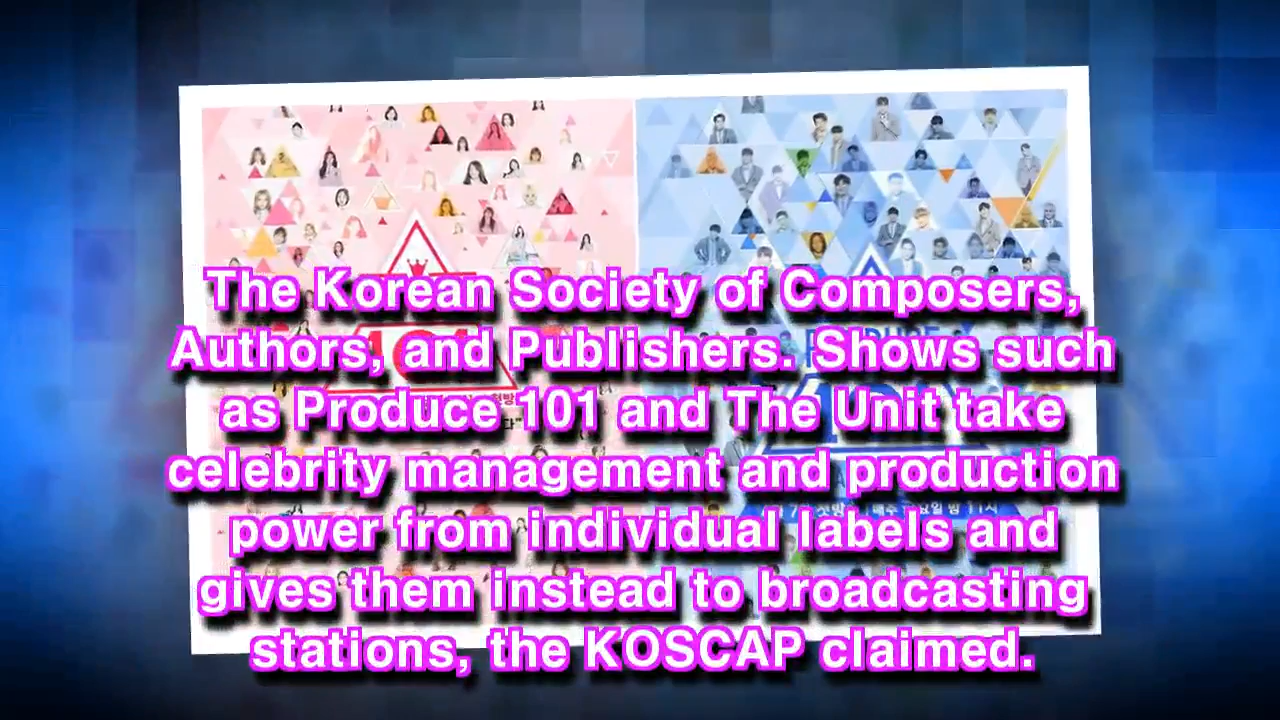 The Korean Society of Composers,
Authors, and Publishers. Shows such
as Produce 101 and The Unit take
celebrity management and production
power from individual labels and
gives them instead to broadcasting
stations, the KOSCAP claimed.